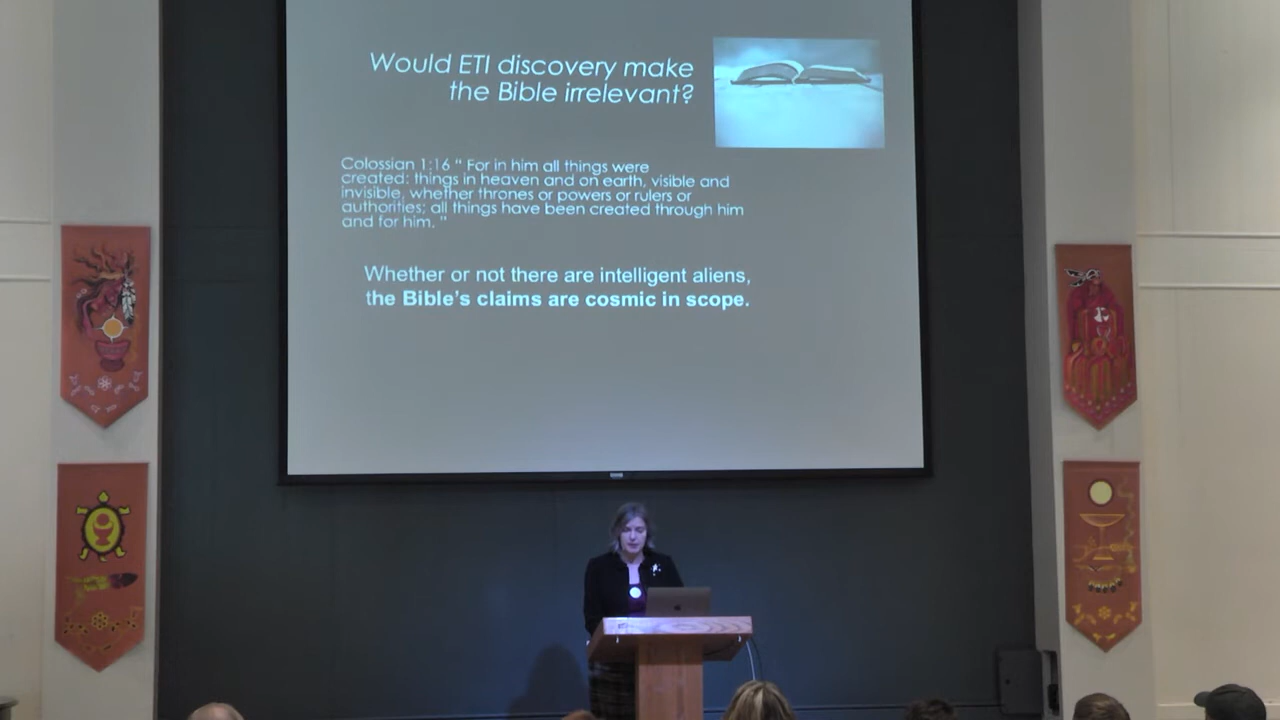 Would ETI discovery make
the Bible irrelevant?
Colossian 1:16 “ For in him all things were
created: things in heaven and on earth, visible and
invisible, whether thrones or powers or rulers or
authorities; all things have been created through him
and for him. ”
Whether or not there are intelligent aliens,
the Bible’s claims are cosmic in scope.